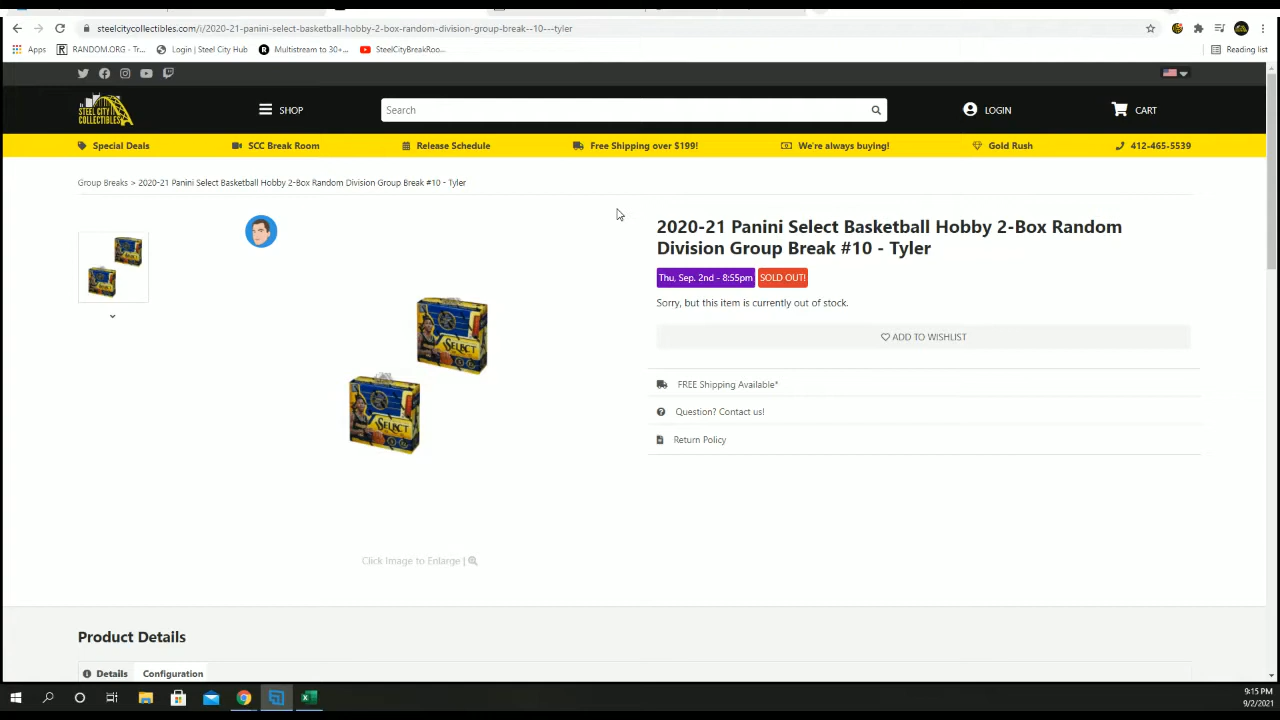 steelcitycollectibles.com/i/2020-21-panini-select-basketball-hobby-2-box-random-division-group-break--10---tyler
Apps
RANDOM.ORG - Tr...
Login | Steel City Hub
Multistream to 30+...
SteelCityBreakRoo...
Reading list
STEEL CITY COLLECTIBLES
SHOP
Search
LOGIN
CART
Special Deals
SCC Break Room
Release Schedule
Free Shipping over $199!
We're always buying!
Gold Rush
412-465-5539
Group Breaks > 2020-21 Panini Select Basketball Hobby 2-Box Random Division Group Break #10 - Tyler
2020-21 Panini Select Basketball Hobby 2-Box Random
Division Group Break #10 - Tyler
Thu, Sep. 2nd - 8:55pm
SOLD OUT!
Sorry, but this item is currently out of stock.
ADD TO WISHLIST
FREE Shipping Available*
Question? Contact us!
Return Policy
SELECT
SELECT
Click Image to Enlarge |
Product Details
Details
Configuration
9:15 PM
9/2/2021